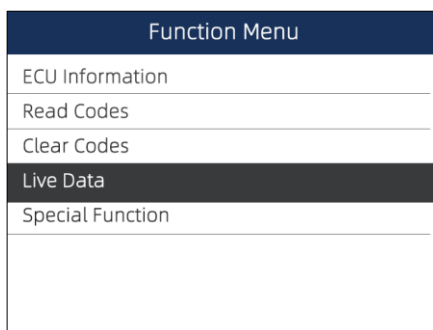 Function Menu
ECU Information
Read Codes
Clear Codes
Live Data
Special Function